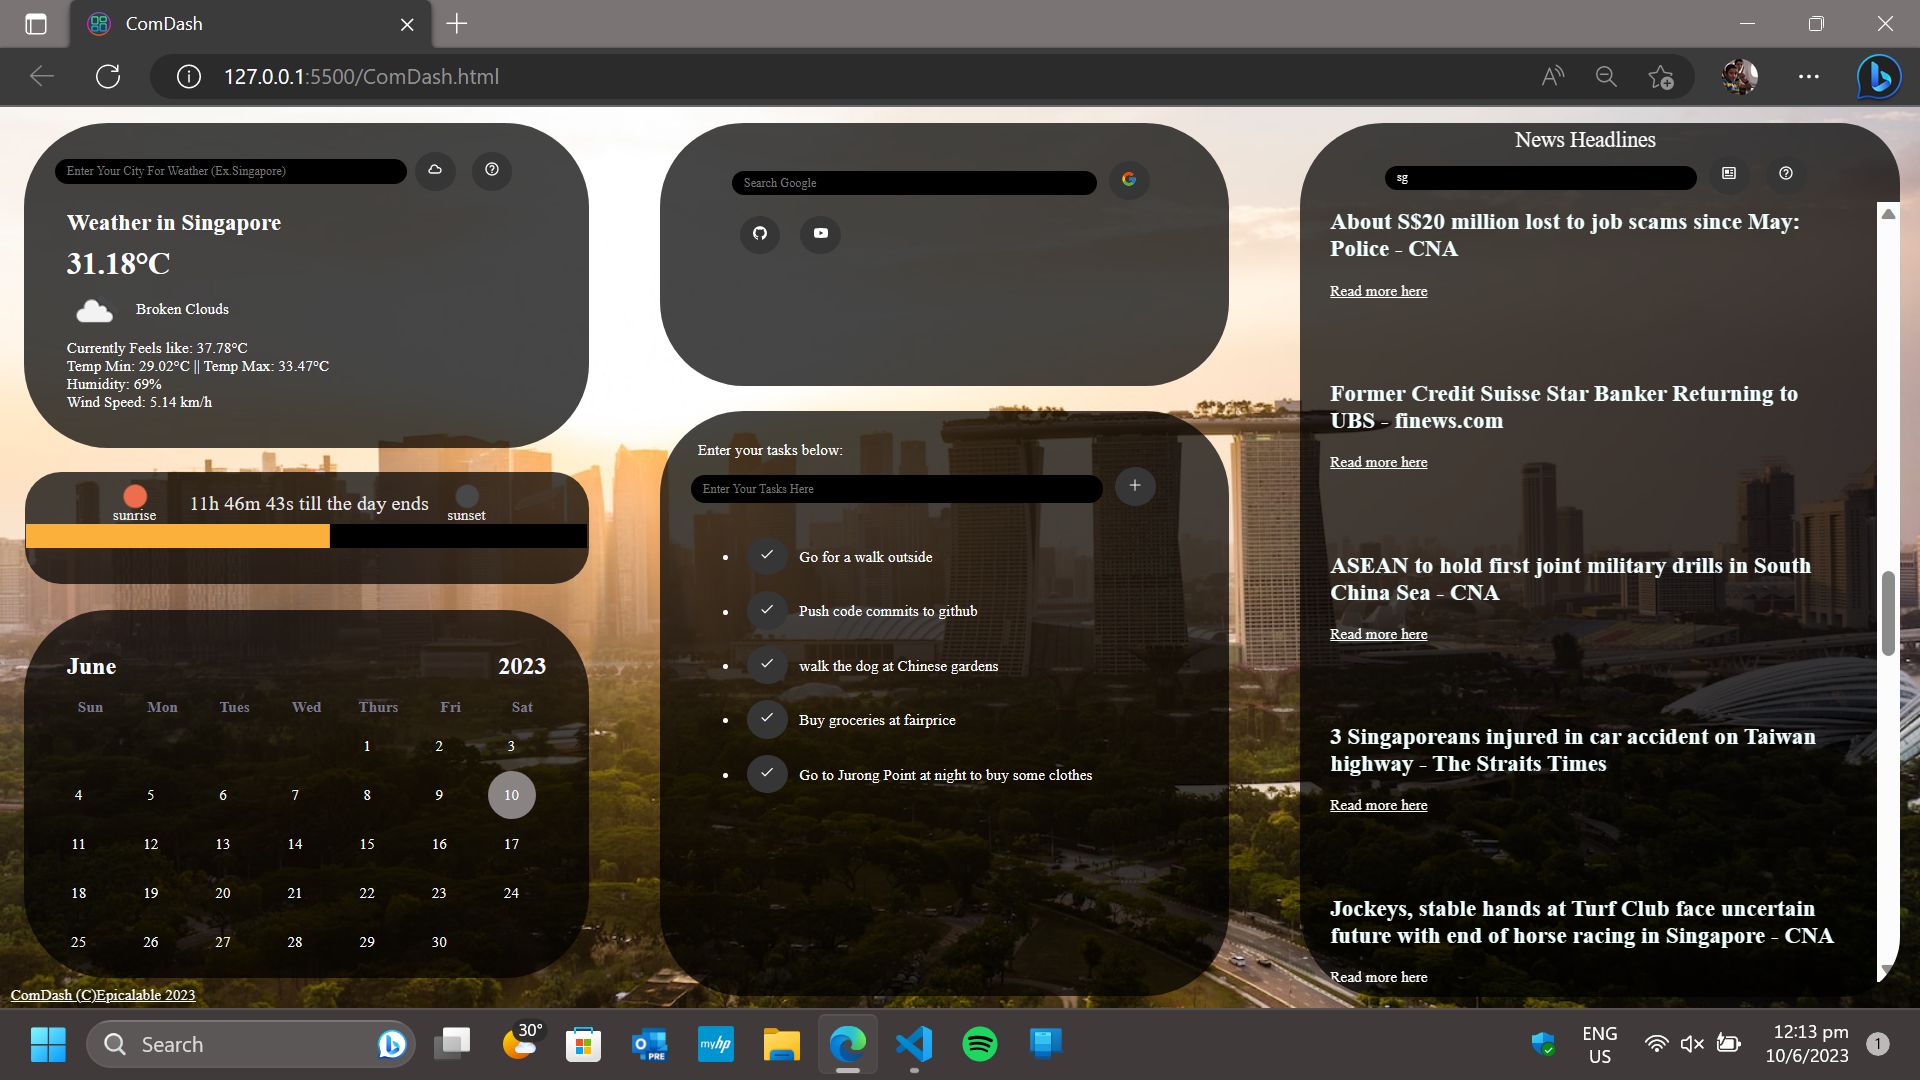 ComDash
127.0.0.1:5500/ComDash.html
Enter Your City For Weather (Ex.Singapore)
Weather in Singapore
31.18°C
Broken Clouds
Currently Feels like: 37.78°C
Temp Min: 29.02°C || Temp Max: 33.47°C
Humidity: 69%
Wind Speed: 5.14 km/h
sunrise
11h 46m 43s till the day ends
sunset
June 2023
Sun Mon Tues Wed Thurs Fri Sat
1 2 3
4 5 6 7 8 9 10
11 12 13 14 15 16 17
18 19 20 21 22 23 24
25 26 27 28 29 30
ComDash (C)Epicalable 2023
Search Google
Enter your tasks below:
Enter Your Tasks Here
Go for a walk outside
Push code commits to github
walk the dog at Chinese gardens
Buy groceries at fairprice
Go to Jurong Point at night to buy some clothes
News Headlines
sg
About S$20 million lost to job scams since May:
Police - CNA
Read more here
Former Credit Suisse Star Banker Returning to
UBS - finews.com
Read more here
ASEAN to hold first joint military drills in South
China Sea - CNA
Read more here
3 Singaporeans injured in car accident on Taiwan
highway - The Straits Times
Read more here
Jockeys, stable hands at Turf Club face uncertain
future with end of horse racing in Singapore - CNA
Read more here
Search
30°
PRE
myhp
ENG
US
12:13 pm
10/6/2023
1